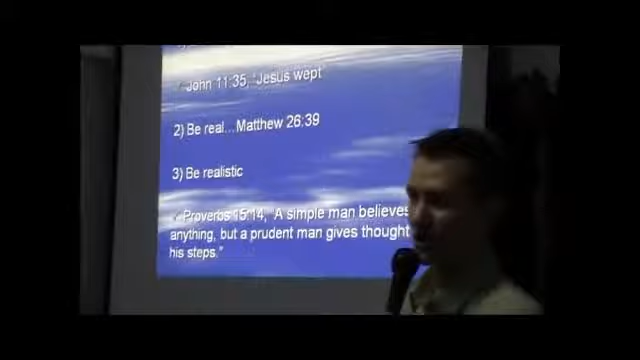 ✓ John 11:35, 'Jesus wept'
2) Be real...Matthew 26:39
3) Be realistic
✓ Proverbs 15:14, 'A simple man believes
anything, but a prudent man gives thought
his steps."